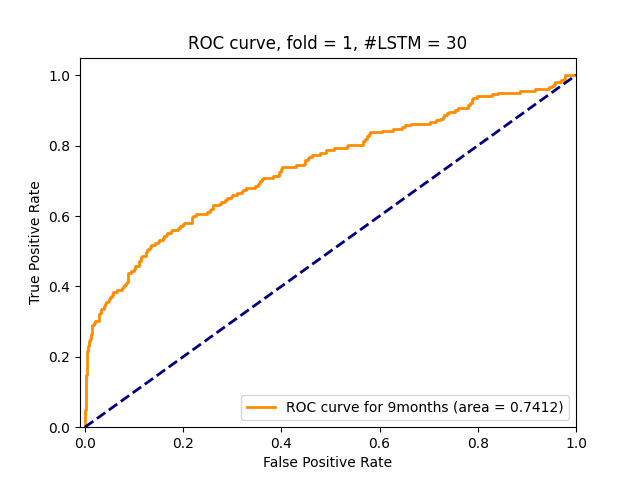 ROC curve, fold = 1, #LSTM = 30
True Positive Rate
1.0
0.8
0.6
0.4
0.2
0.0
ROC curve for 9months (area = 0.7412)
0.0 0.2 0.4 0.6 0.8 1.0
False Positive Rate